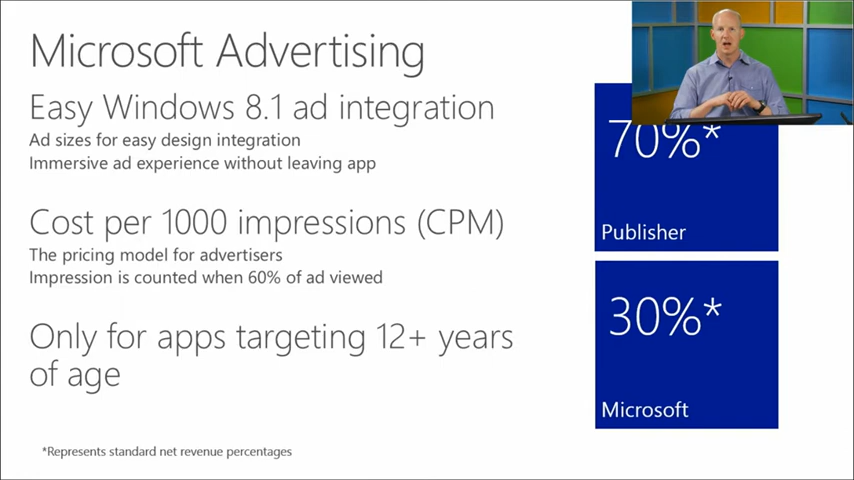 Microsoft Advertising
Easy Windows 8.1 ad integration
Ad sizes for easy design integration
Immersive ad experience without leaving app
Cost per 1000 impressions (CPM)
The pricing model for advertisers
Impression is counted when 60% of ad viewed
Only for apps targeting 12+ years
of age
70%*
Publisher
30%*
Microsoft
*Represents standard net revenue percentages